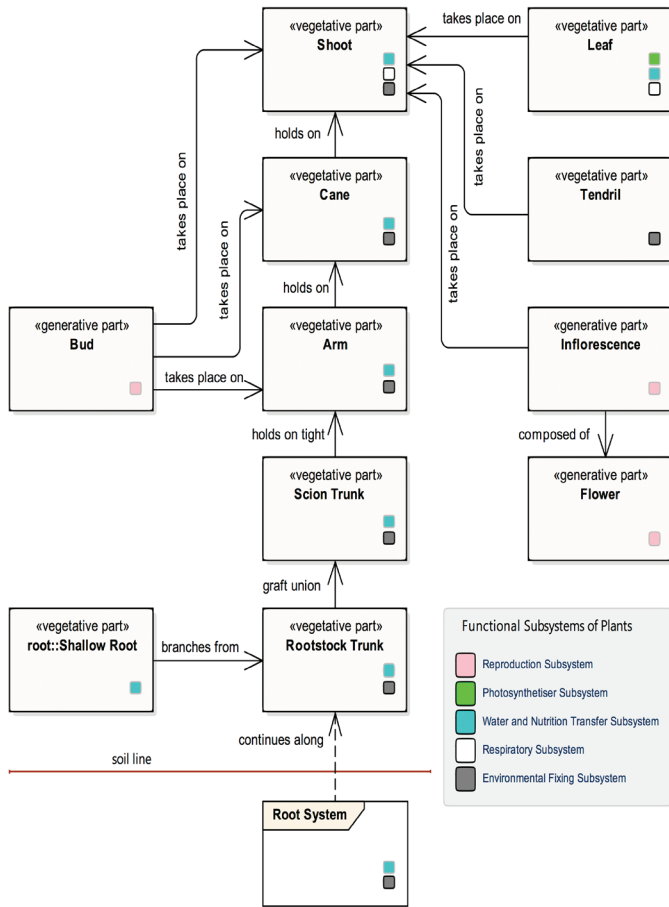 «vegetative part»
Shoot
takes place on
«vegetative part»
Leaf
takes place on
holds on
takes place on
«vegetative part»
Cane
takes place on
takes place on
«vegetative part»
Tendril
holds on
«generative part»
Bud
takes place on
«vegetative part»
Arm
«generative part»
Inflorescence
holds on tight
composed of
«vegetative part»
Scion Trunk
«generative part»
Flower
graft union
«vegetative part»
root::Shallow Root
branches from
«vegetative part»
Rootstock Trunk
continues along
soil line
Root System
Functional Subsystems of Plants
Reproduction Subsystem
Photosynthetiser Subsystem
Water and Nutrition Transfer Subsystem
Respiratory Subsystem
Environmental Fixing Subsystem